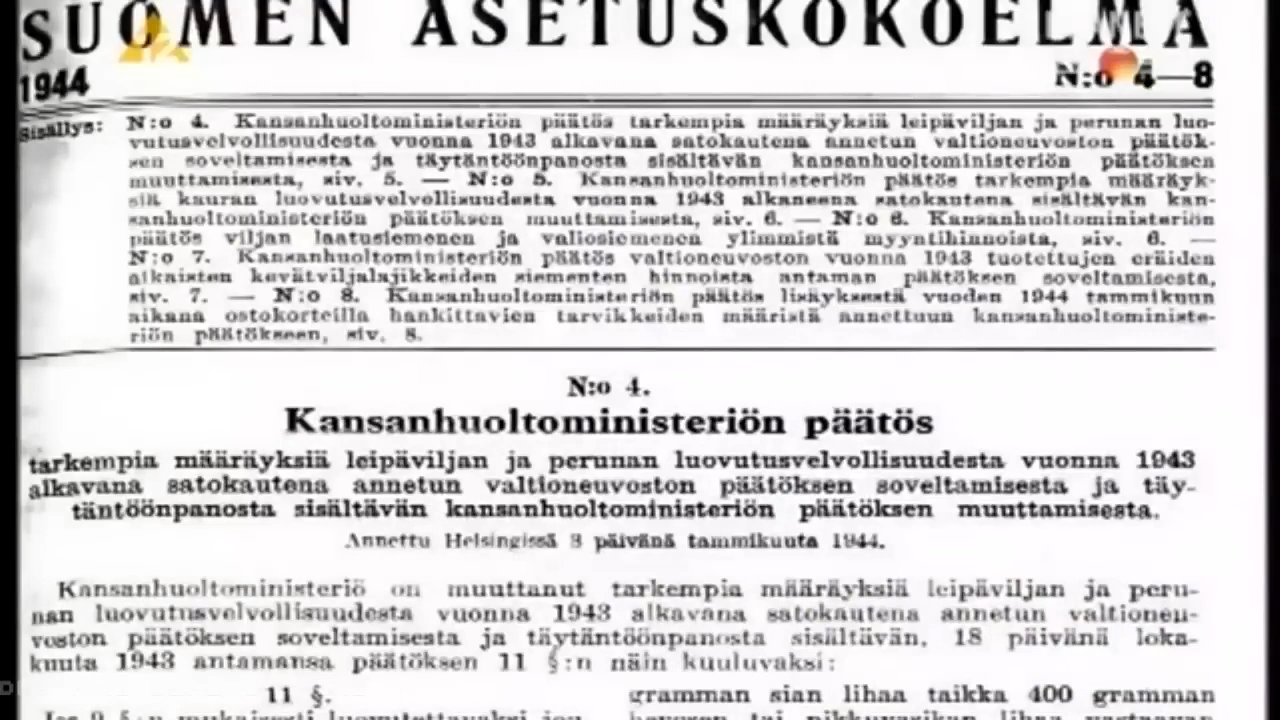 SUOMEN ASETUSKOKOELMA
1944
N:o 4—8
Sisällys: N:o 4. Kansanhuoltoministeriön päätös tarkempia määräyksiä leipäviljan ja perunan luo-
vutusvelvollisuudesta vuonna 1943 alkavana satokautena annetun valtioneuvoston päätök-
sen soveltamisesta ja täytäntöönpanosta sisältävän kansanhuoltoministeriön päätöksen
muuttamisesta, siv. 5. — N:o 5. Kansanhuoltoministeriön päätös tarkempia määräyk-
siä kauran luovutusvelvollisuudesta vuonna 1943 alkaneena satokautena sisältävän kan-
sanhuoltoministeriön päätöksen muuttamisesta, siv. 6. — N:o 6. Kansanhuoltoministeriön
päätös viljan laatusiemenen ja valiosiemenen ylimmistä myyntihinnoista, siv. 6. —
N:o 7. Kansanhuoltoministeriön päätös valtioneuvoston vuonna 1943 tuotettujen eräiden
aikaisten kevätviljalajikkeiden siementen hinnoista antaman päätöksen soveltamisesta,
siv. 7. — N:o 8. Kansanhuoltoministeriön päätös lisäyksestä vuoden 1944 tammikuun
aikana ostokorteilla hankittavien tarvikkeiden määristä annettuun kansanhuoltoministe-
riön päätökseen, siv. 8.
N:o 4.
Kansanhuoltoministeriön päätös
tarkempia määräyksiä leipäviljan ja perunan luovutusvelvollisuudesta vuonna 1943
alkavana satokautena annetun valtioneuvoston päätöksen soveltamisesta ja täy-
täntöönpanosta sisältävän kansanhuoltoministeriön päätöksen muuttamisesta.
Annettu Helsingissä 3 päivänä tammikuuta 1944.
Kansanhuoltoministeriö on muuttanut tarkempia määräyksiä leipäviljan ja peru-
nan luovutusvelvollisuudesta vuonna 1943 alkavana satokautena annetun valtioneu-
voston päätöksen soveltamisesta ja täytäntöönpanosta sisältävän, 18 päivänä loka-
kuuta 1943 antamansa päätöksen 11 §:n näin kuuluvaksi:
11 §.
gramman sian lihaa taikka 400 gramman